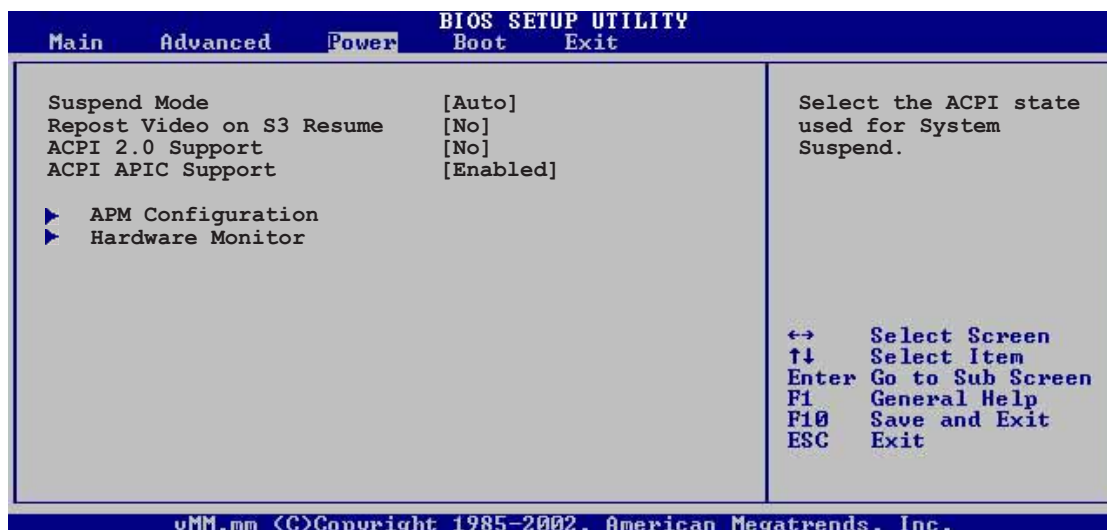 BIOS SETUP UTILITY
Main Advanced Power Boot Exit
Suspend Mode [Auto]
Repost Video on S3 Resume [No]
ACPI 2.0 Support [No]
ACPI APIC Support [Enabled]
APM Configuration
Hardware Monitor
Select the ACPI state
used for System
Suspend.
←→ Select Screen
↑↓ Select Item
Enter Go to Sub Screen
F1 General Help
F10 Save and Exit
ESC Exit
vMM.mm (C)Copyright 1985-2002, American Megatrends, Inc.